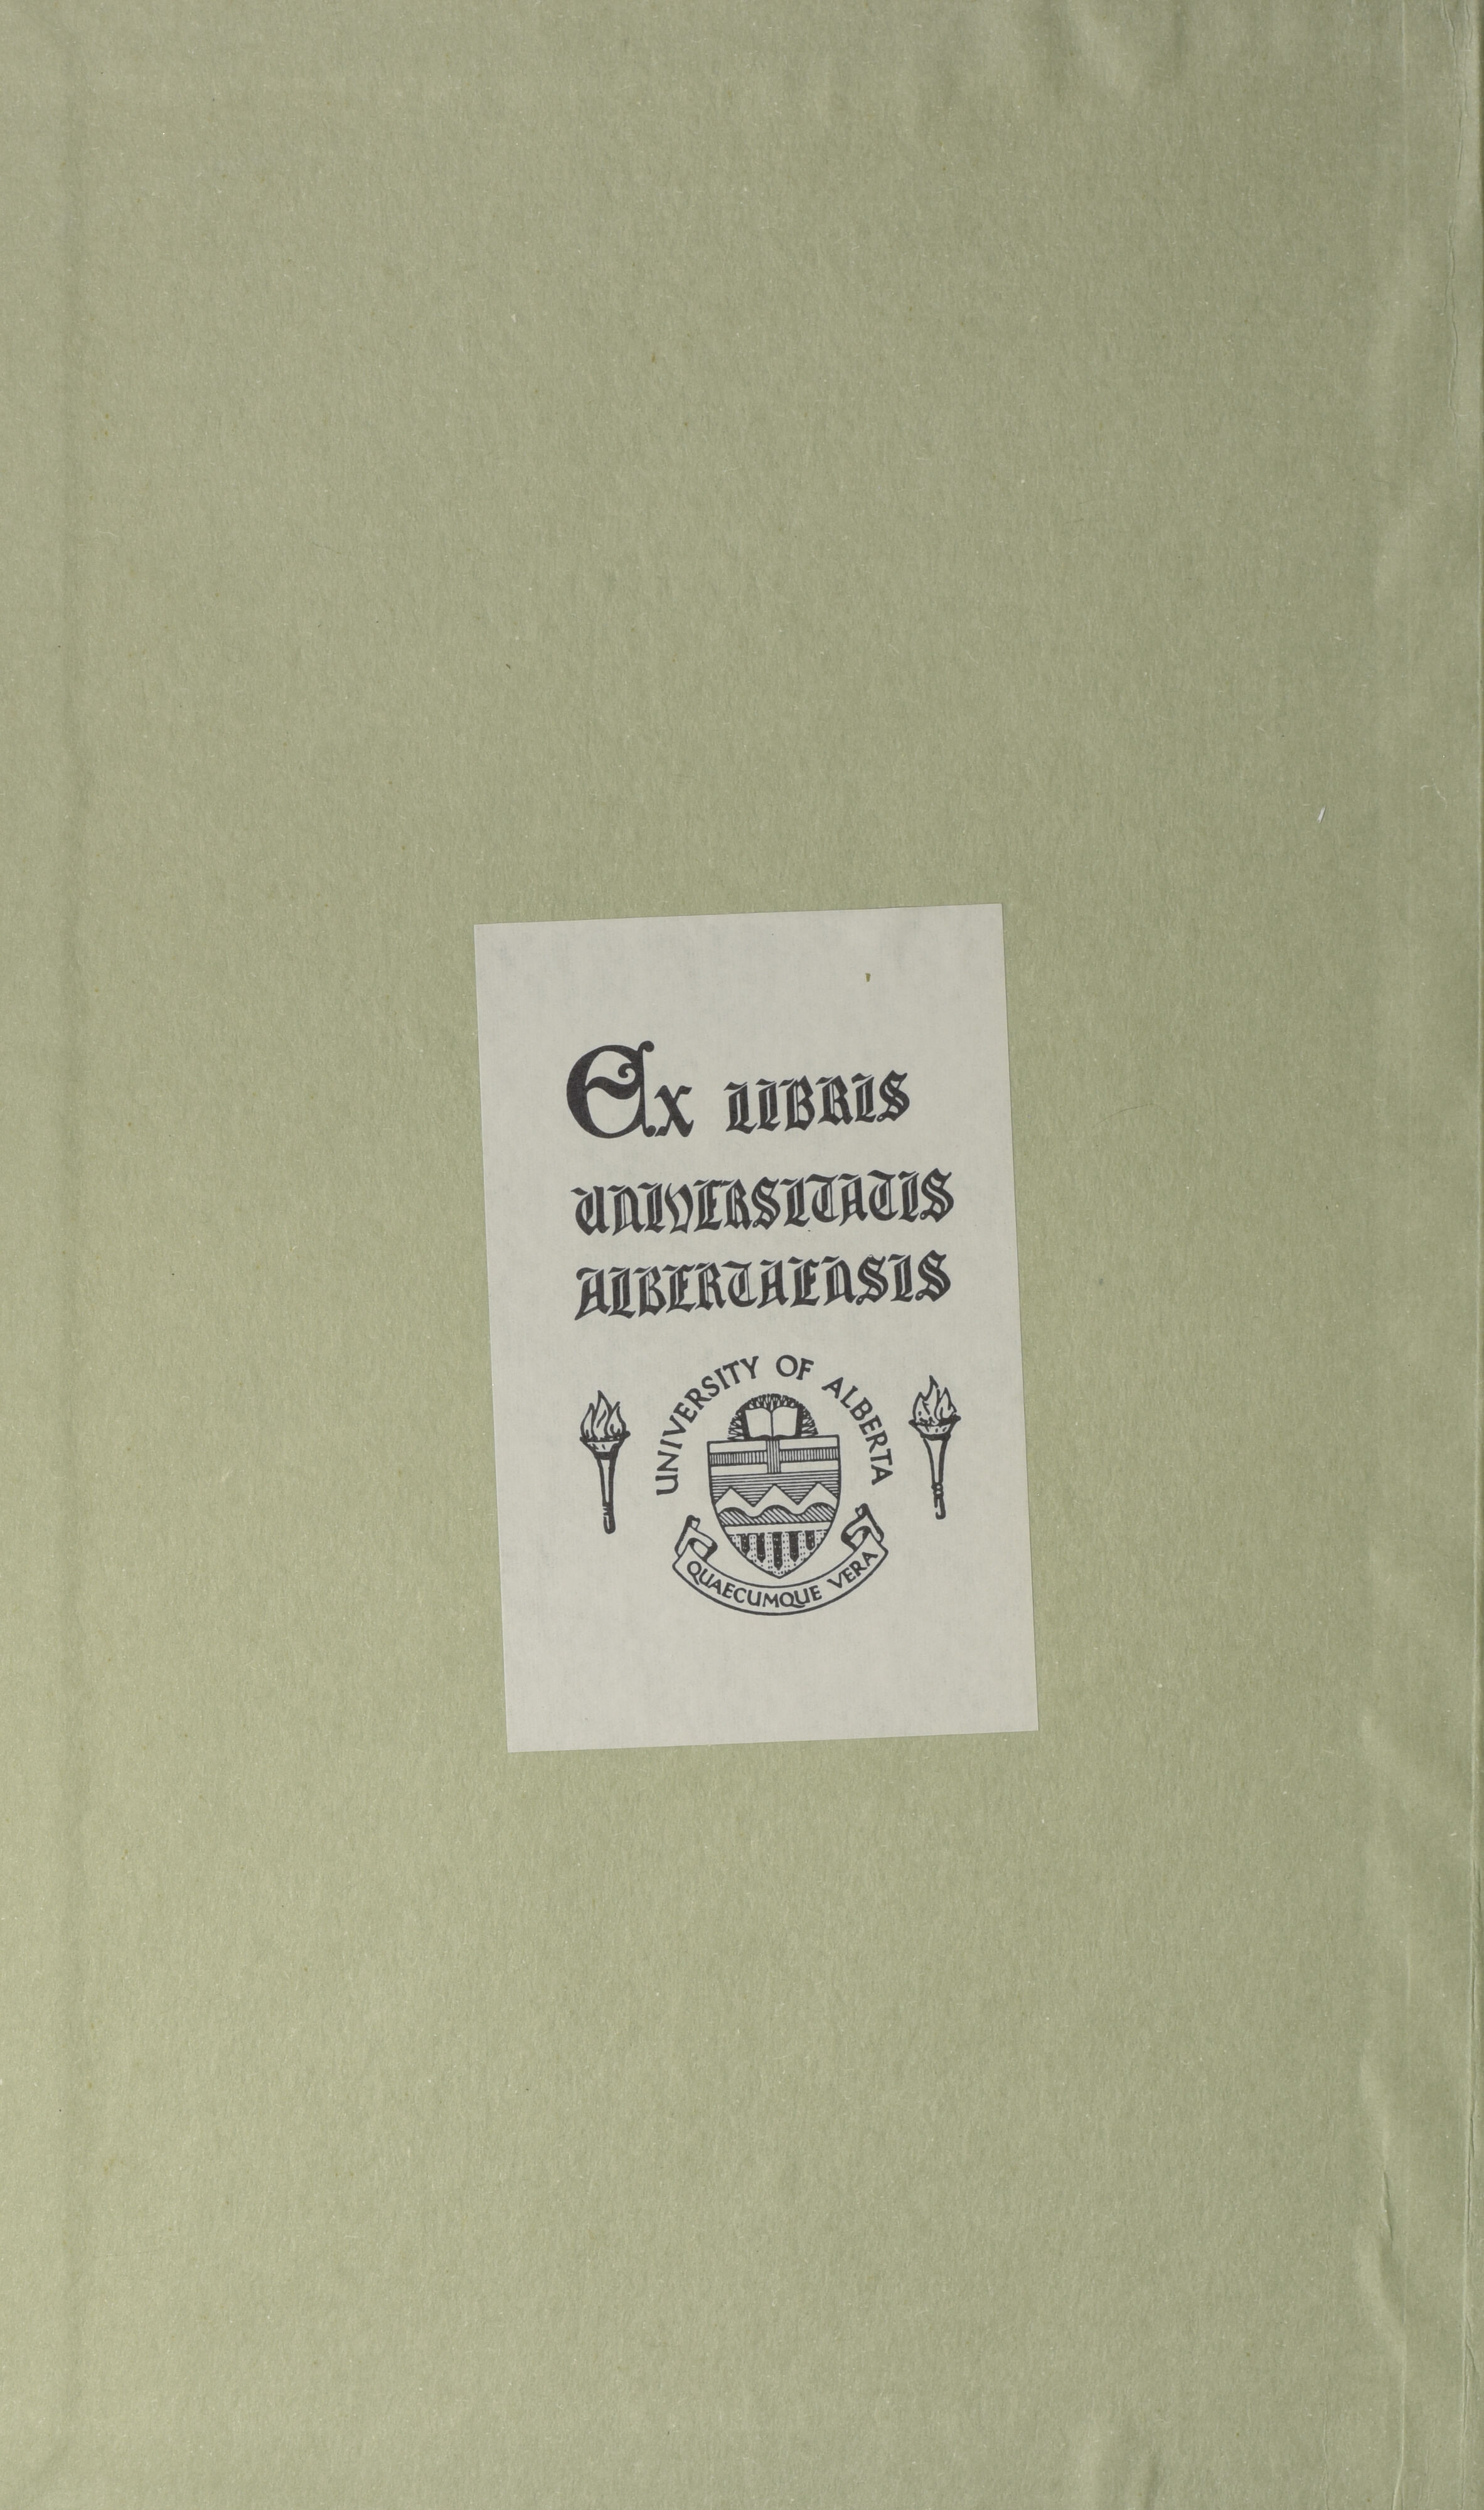 Ex LIBRIS
UNIVERSITATIS
ALBERTAENSIS
UNIVERSITY OF ALBERTA
QUAECUMQUE VERA